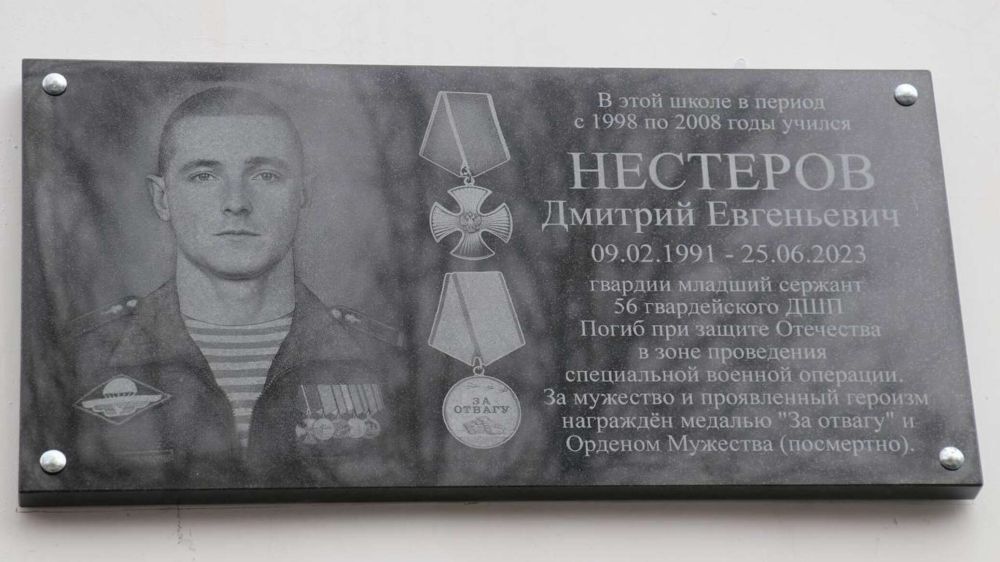 В этой школе в период
с 1998 по 2008 годы учился
НЕСТЕРОВ
Дмитрий Евгеньевич
09.02.1991 - 25.06.2023
гвардии младший сержант
56 гвардейского ДШП
Погиб при защите Отечества
в зоне проведения
специальной военной операции.
За мужество и проявленный героизм
награждён медалью "За отвагу" и
Орденом Мужества (посмертно).
ЗА
ОТВАГУ